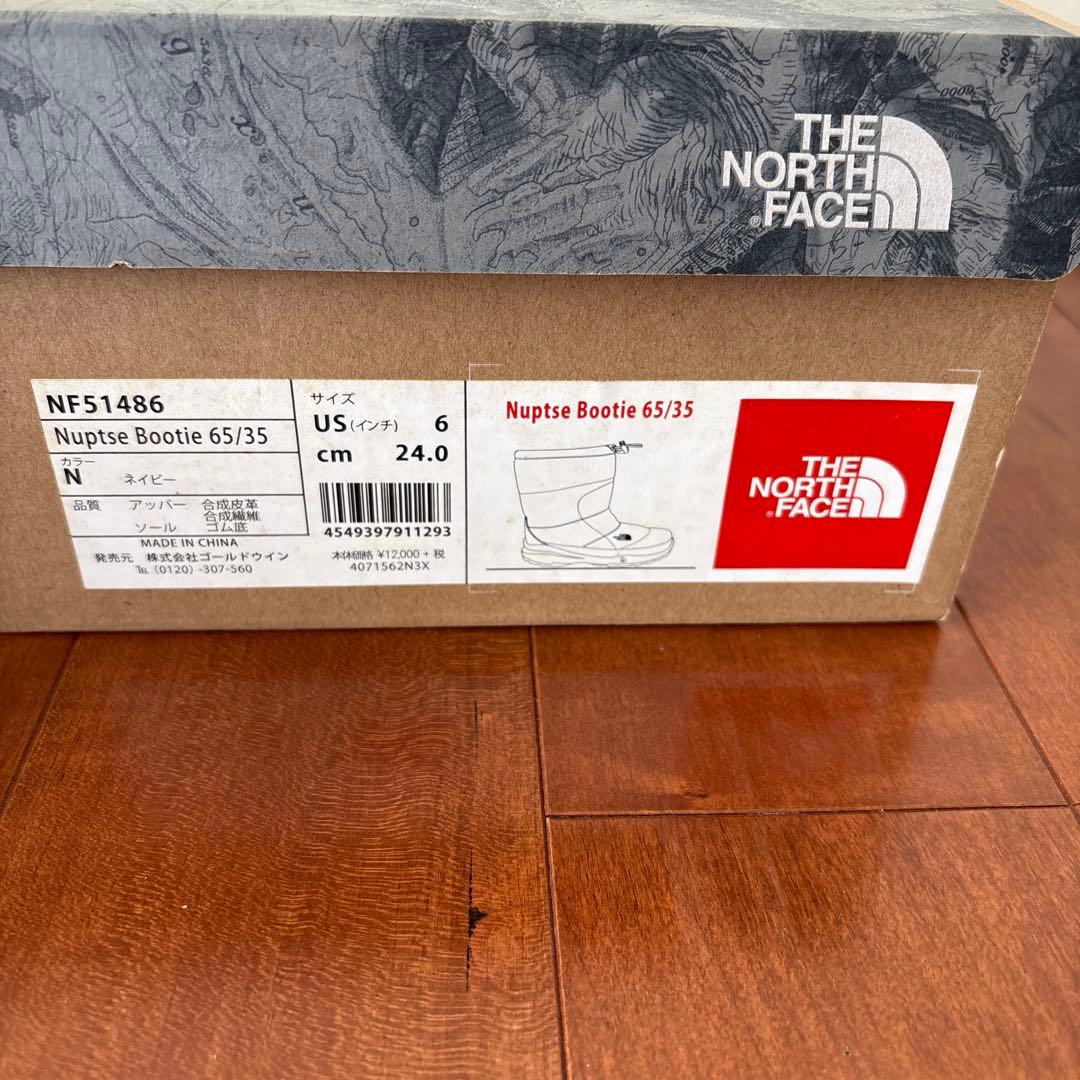 THE
NORTH
FACE
NF51486
Nuptse Bootie 65/35
カラー
N ネイビー
品質 アッパー 合成皮革
合成繊維
ソール ゴム底
MADE IN CHINA
発売元 株式会社ゴールドウイン
℡ (0120) -307-560
サイズ
US (インチ) 6
cm 24.0
4549397911293
本体価格 ¥12,000 + 税
4071562N3X
Nuptse Bootie 65/35
THE
NORTH
FACE